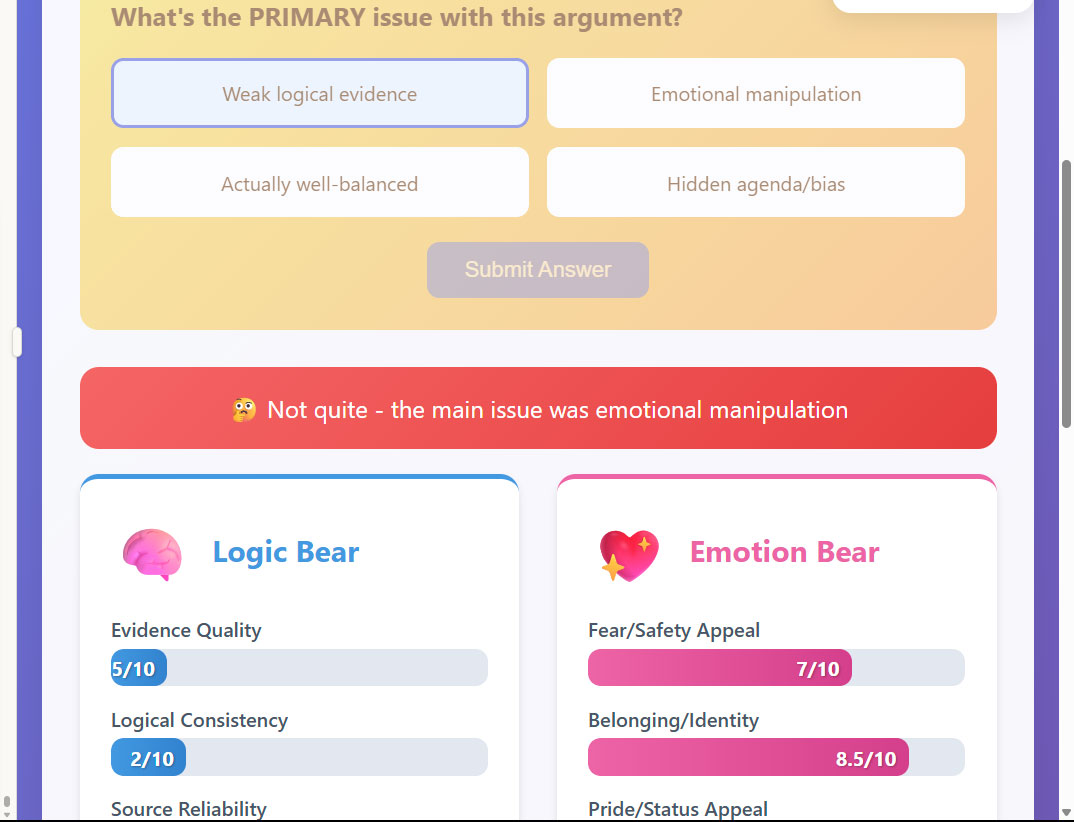 What's the PRIMARY issue with this argument?
Weak logical evidence
Emotional manipulation
Actually well-balanced
Hidden agenda/bias
Submit Answer
Not quite - the main issue was emotional manipulation
Logic Bear
Evidence Quality
5/10
Logical Consistency
2/10
Source Reliability
Emotion Bear
Fear/Safety Appeal
7/10
Belonging/Identity
8.5/10
Pride/Status Appeal